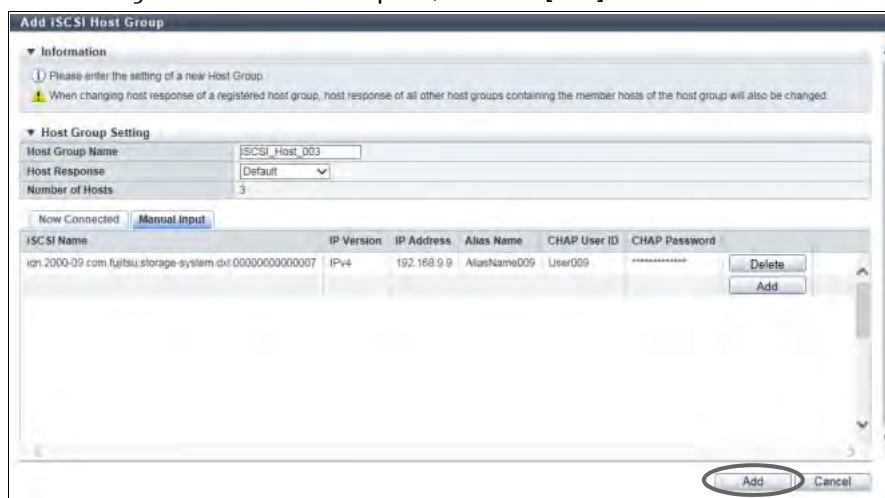 Add iSCSI Host Group
Information
Please enter the setting of a new Host Group.
When changing host response of a registered host group, host response of all other host groups containing the member hosts of the host group will also be changed.
Host Group Setting
Host Group Name iSCSI_Host_003
Host Response Default
Number of Hosts 3
Now Connected Manual Input
iSCSI Name IP Version IP Address Alias Name CHAP User ID CHAP Password
iqn.2000-09.com.fujitsu:storage-system.dxl:00000000000007 IPv4 192.168.9.9 AliasName009 User009 ************* Delete
Add
Add Cancel